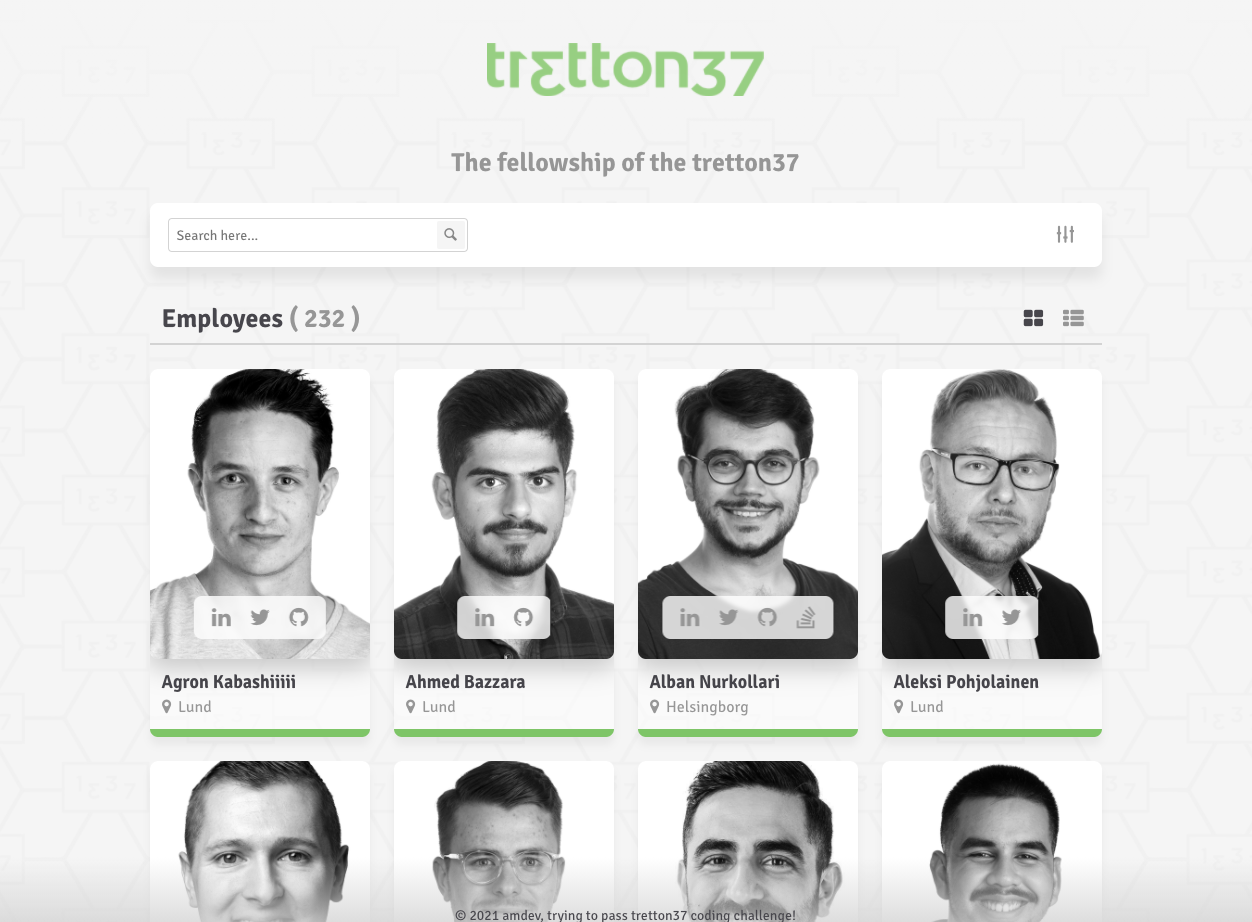 tretton37
The fellowship of the tretton37
Search here...
Employees ( 232 )
Agron Kabashiiiii
Lund
Ahmed Bazzara
Lund
Alban Nurkollari
Helsingborg
Aleksi Pohjolainen
Lund
© 2021 amdev, trying to pass tretton37 coding challenge!